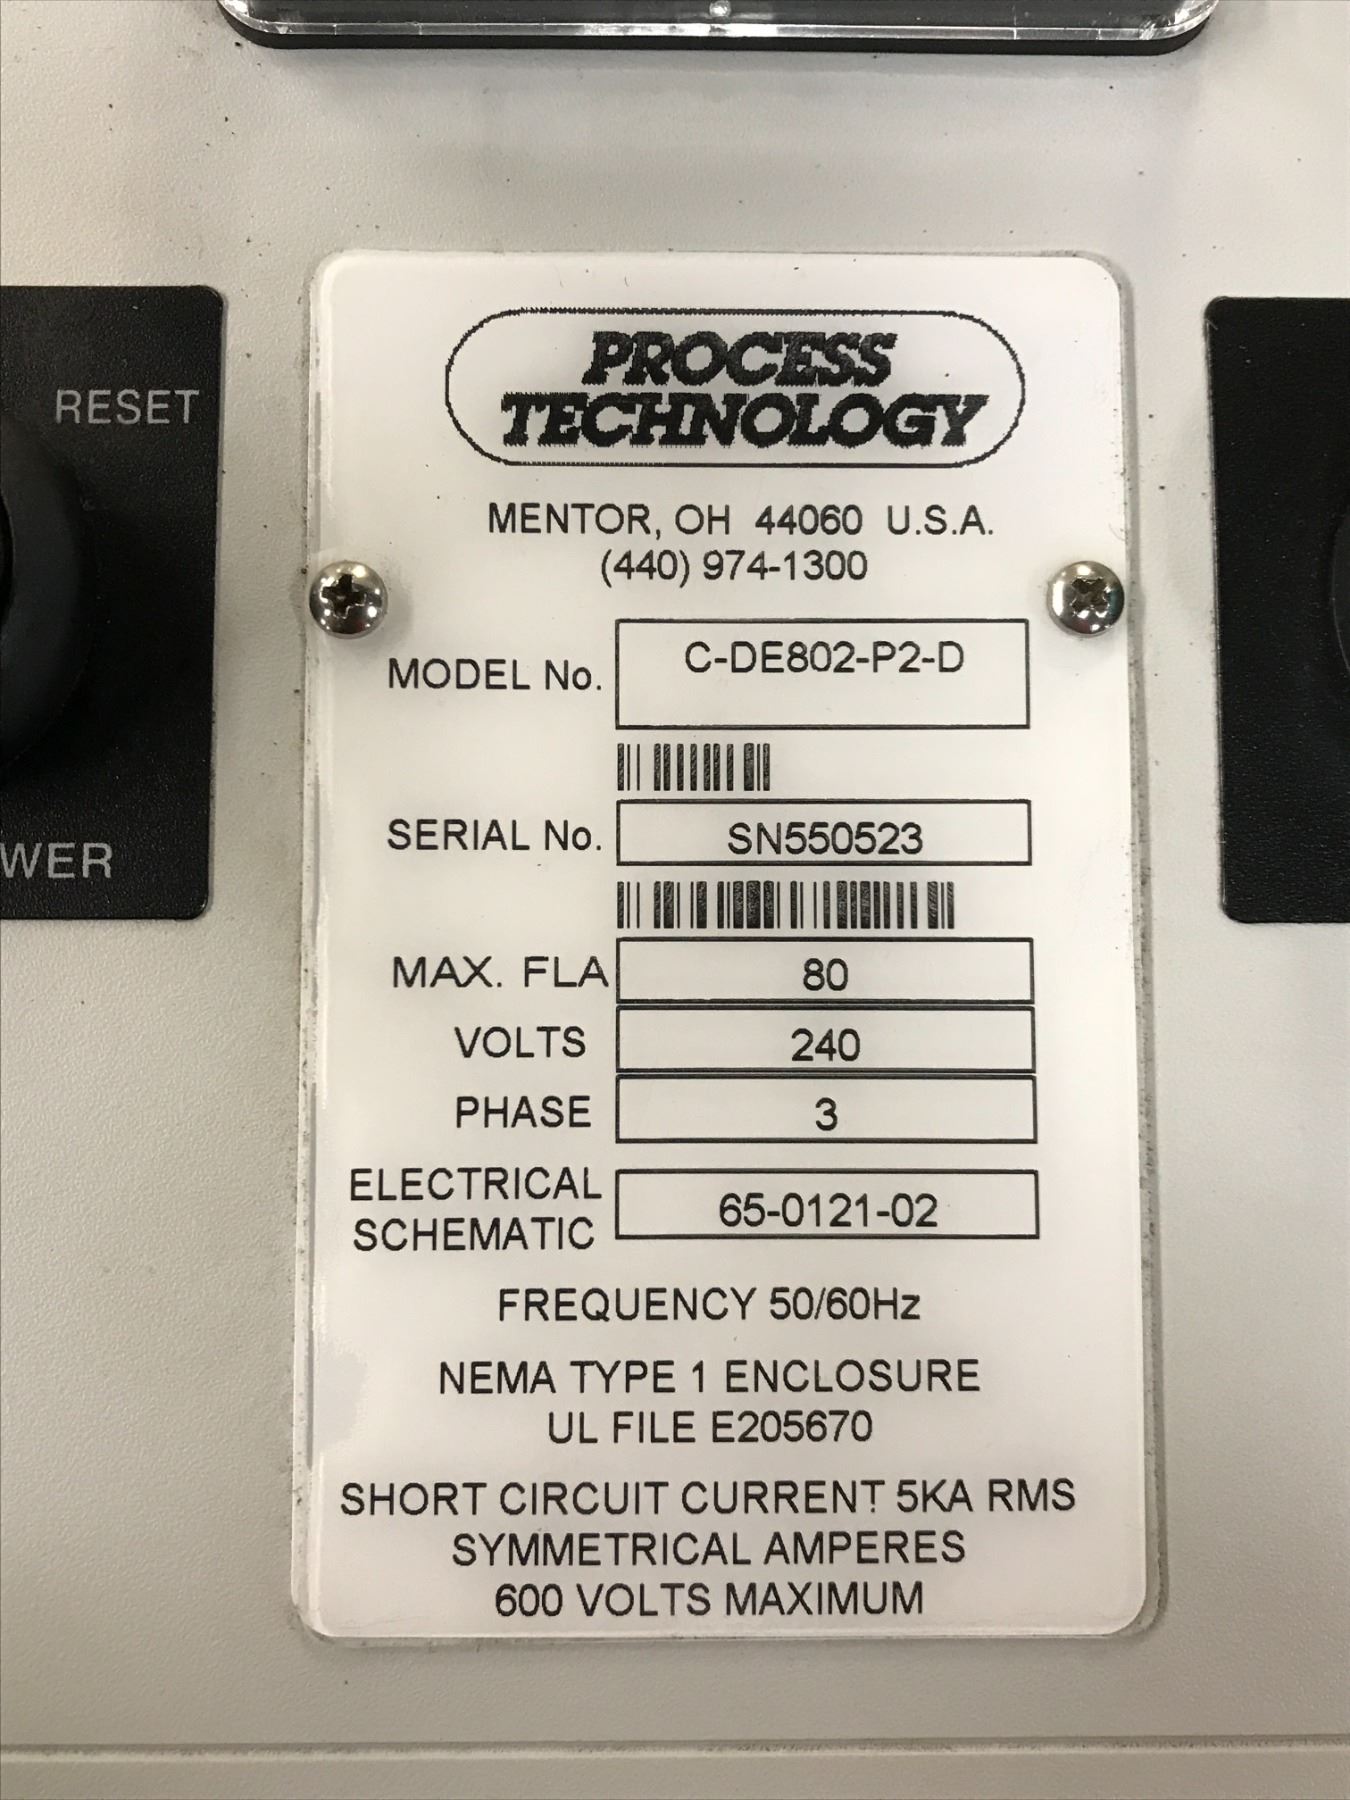 RESET
WER
PROCESS
TECHNOLOGY
MENTOR, OH 44060 U.S.A.
(440) 974-1300
MODEL No. C-DE802-P2-D
SERIAL No. SN550523
MAX. FLA 80
VOLTS 240
PHASE 3
ELECTRICAL
SCHEMATIC 65-0121-02
FREQUENCY 50/60Hz
NEMA TYPE 1 ENCLOSURE
UL FILE E205670
SHORT CIRCUIT CURRENT 5KA RMS
SYMMETRICAL AMPERES
600 VOLTS MAXIMUM